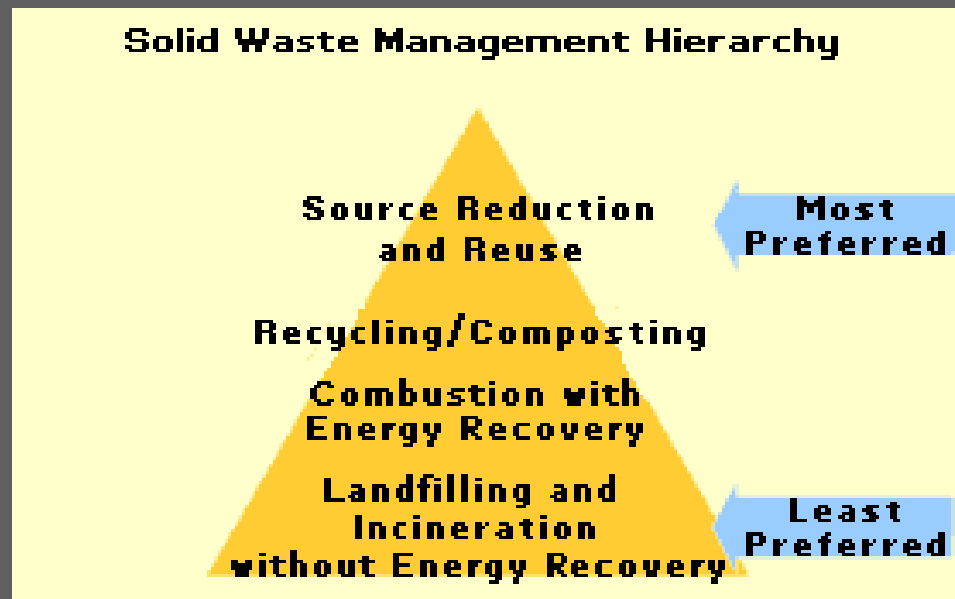 Solid Waste Management Hierarchy
Source Reduction
and Reuse
Most
Preferred
Recycling/Composting
Combustion with
Energy Recovery
Landfilling and
Incineration
without Energy Recovery
Least
Preferred